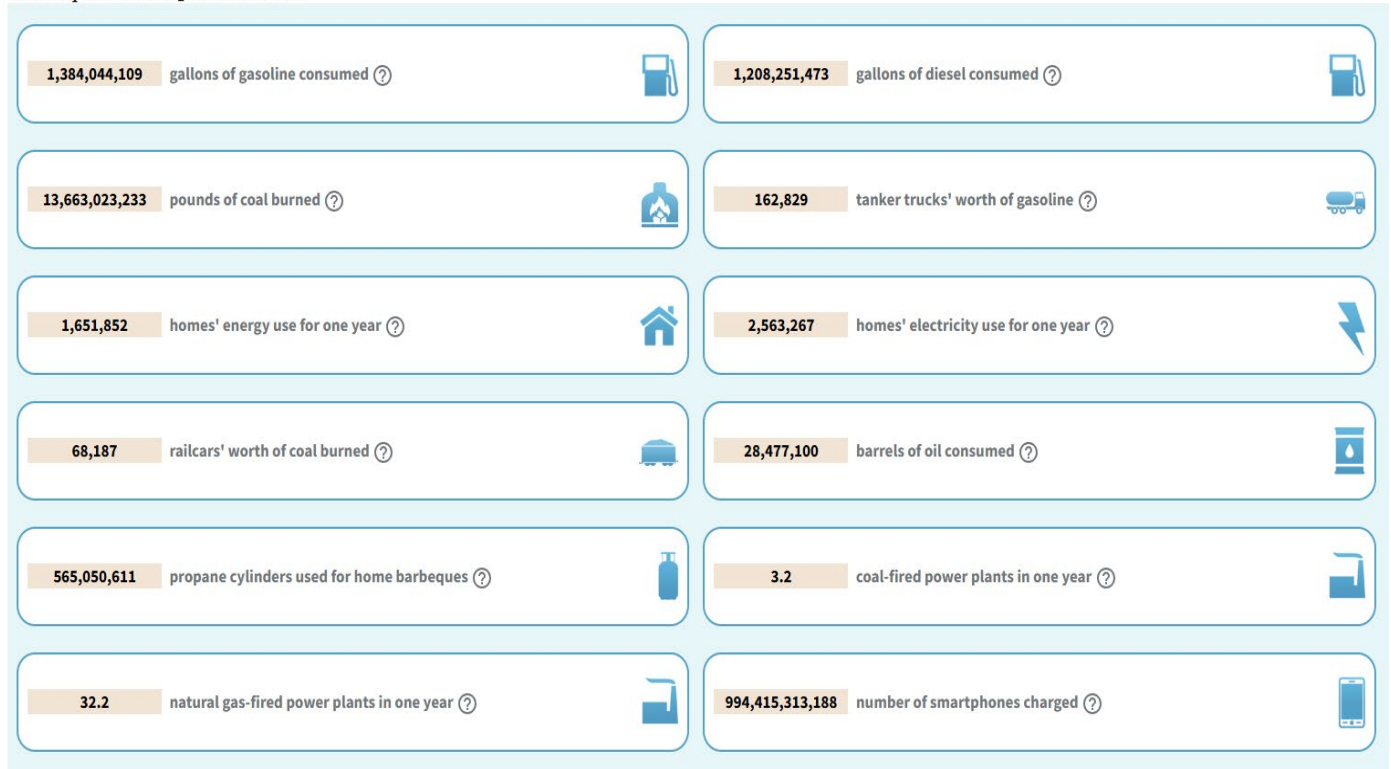 1,384,044,109 gallons of gasoline consumed ?
1,208,251,473 gallons of diesel consumed ?
13,663,023,233 pounds of coal burned ?
162,829 tanker trucks' worth of gasoline ?
1,651,852 homes' energy use for one year ?
2,563,267 homes' electricity use for one year ?
68,187 railcars' worth of coal burned ?
28,477,100 barrels of oil consumed ?
565,050,611 propane cylinders used for home barbeques ?
3.2 coal-fired power plants in one year ?
32.2 natural gas-fired power plants in one year ?
994,415,313,188 number of smartphones charged ?